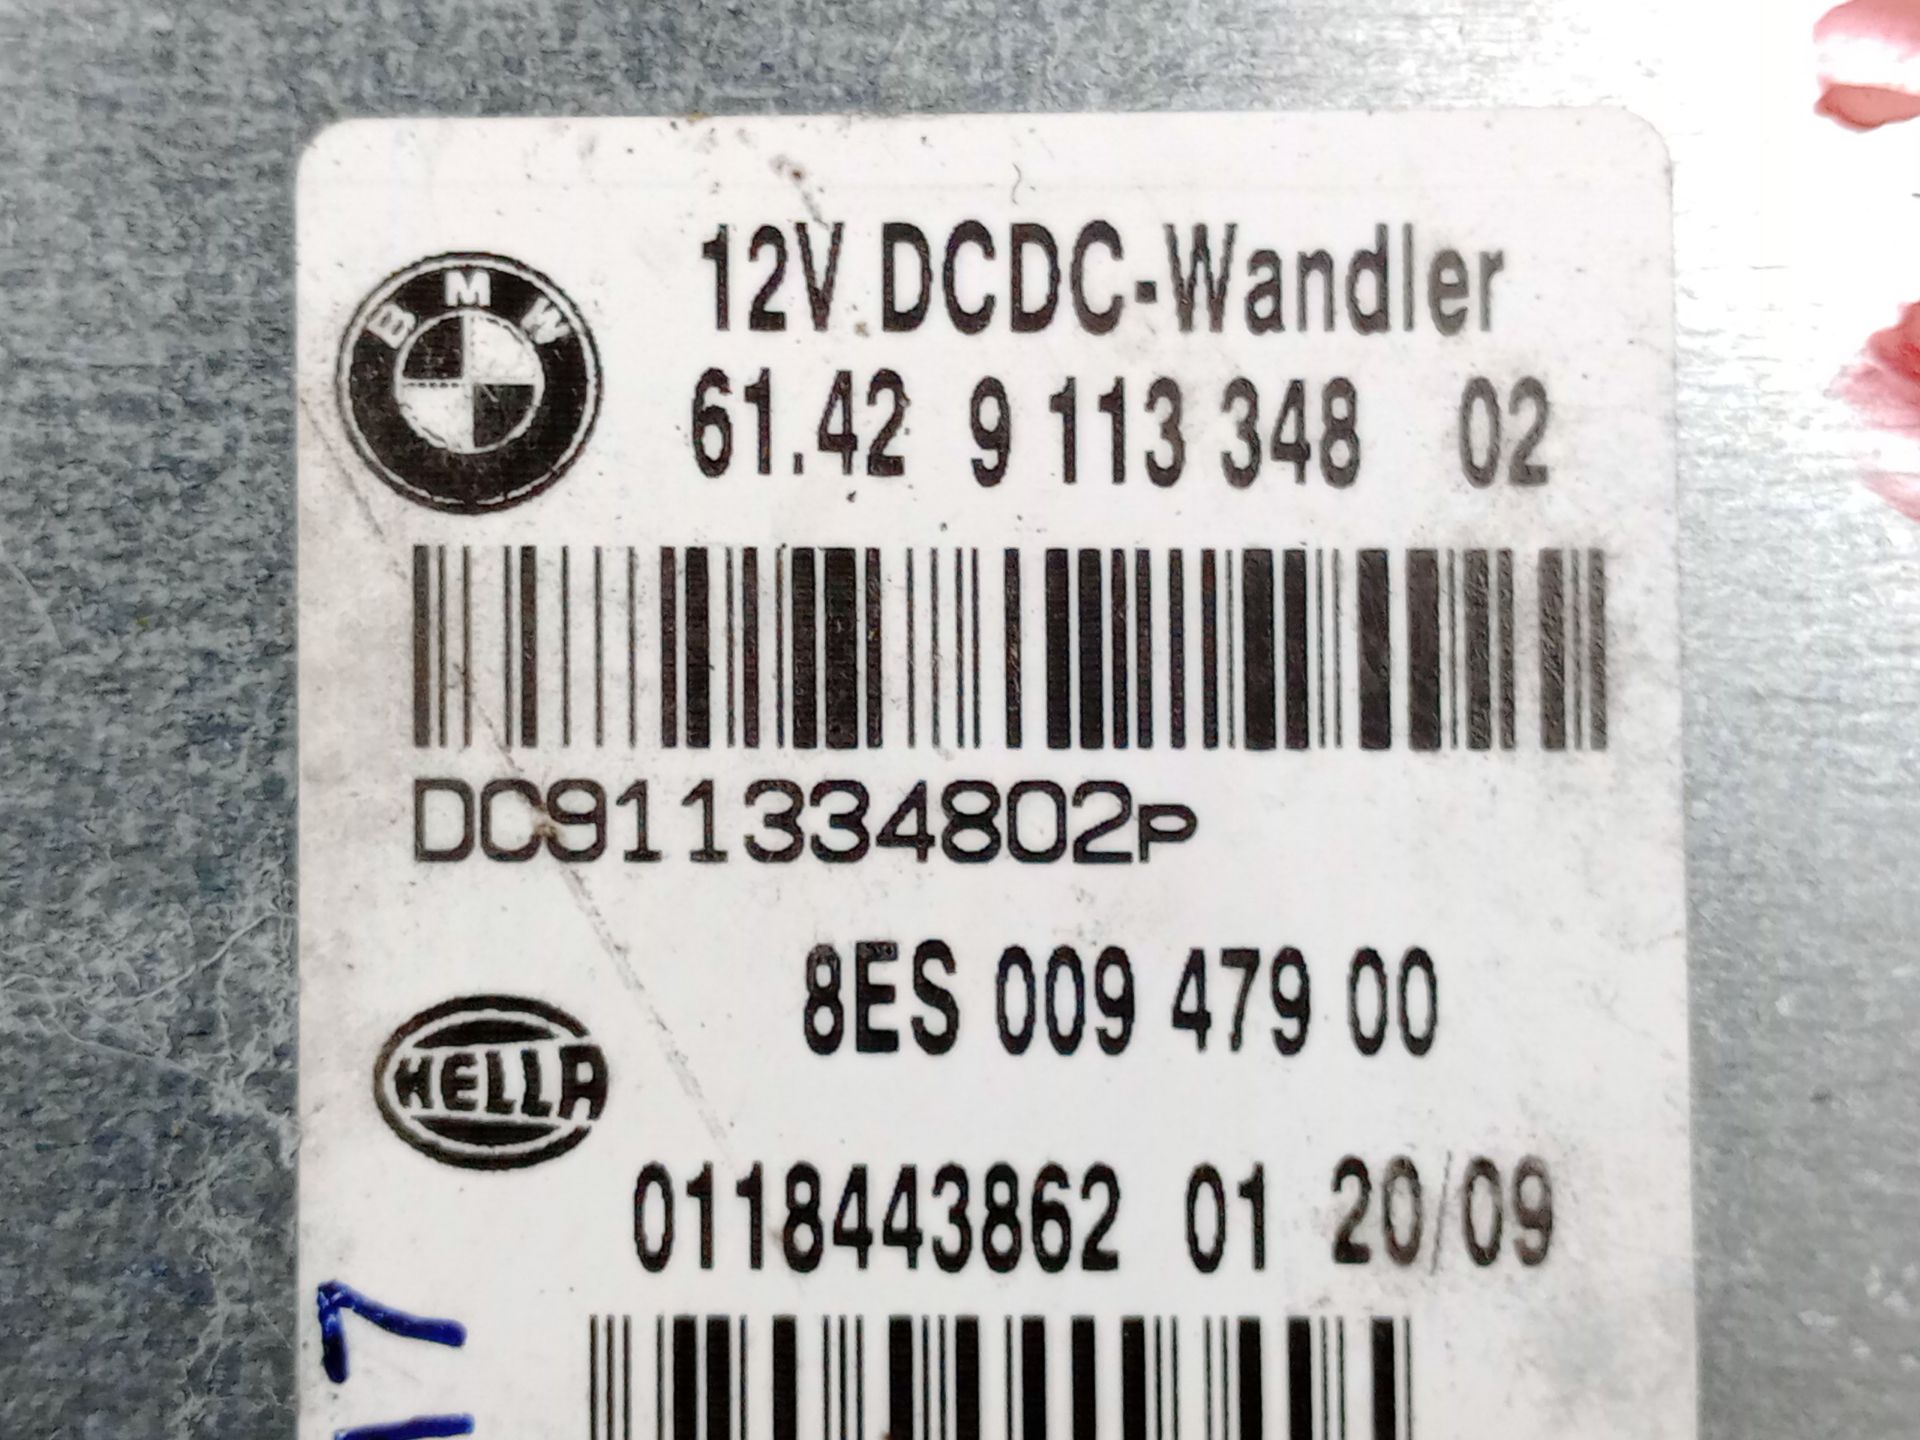 BMW
12V DCDC-Wandler
61.42 9 113 348 02
DC911334802P
8ES 009 479 00
HELLA
0118443862 01 20/09